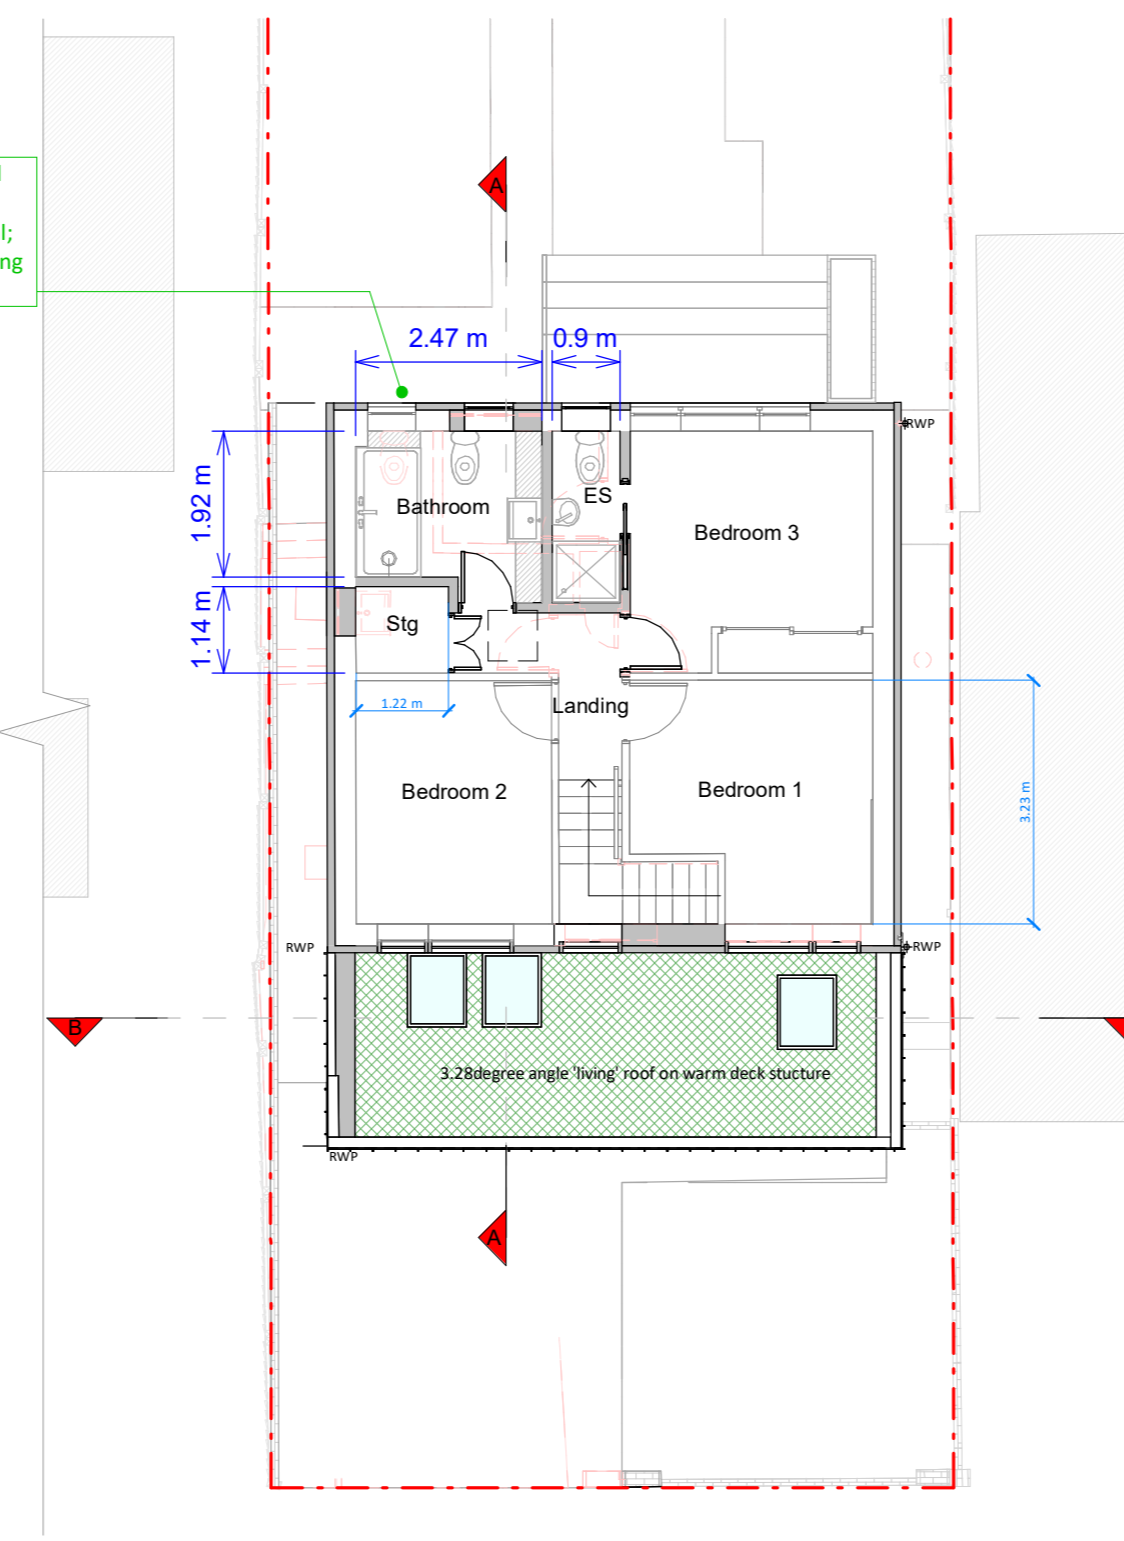 l;
ng
A
2.47 m
0.9 m
RWP
1.92 m
Bathroom
ES
Bedroom 3
1.14 m
Stg
1.22 m
Landing
Bedroom 2
Bedroom 1
3.23 m
RWP
RWP
B
3.28degree angle 'living' roof on warm deck stucture
RWP
A